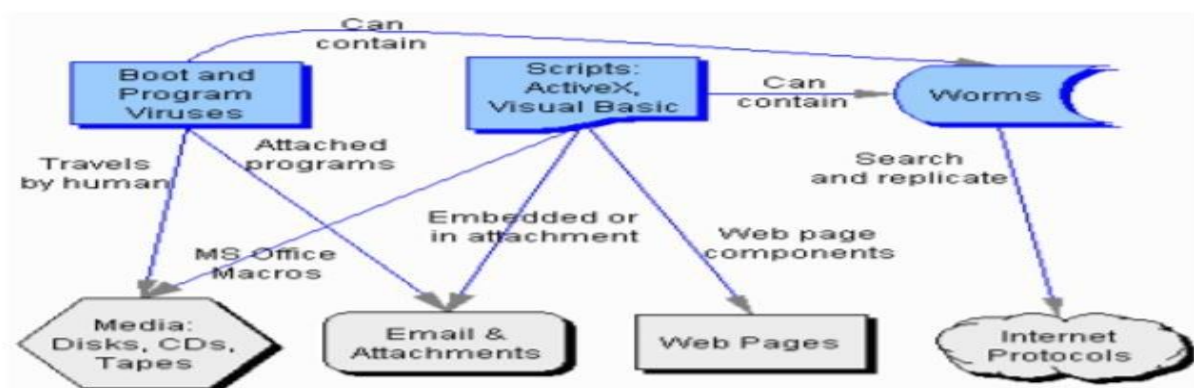 Can
contain
Boot and
Program
Viruses
Scripts:
ActiveX,
Visual Basic
Can
contain
Worms
Travels
by human
Attached
programs
Search
and replicate
Embedded or
in attachment
MS Office
Macros
Web page
components
Media:
Disks, CDs,
Tapes
Email &
Attachments
Web Pages
Internet
Protocols